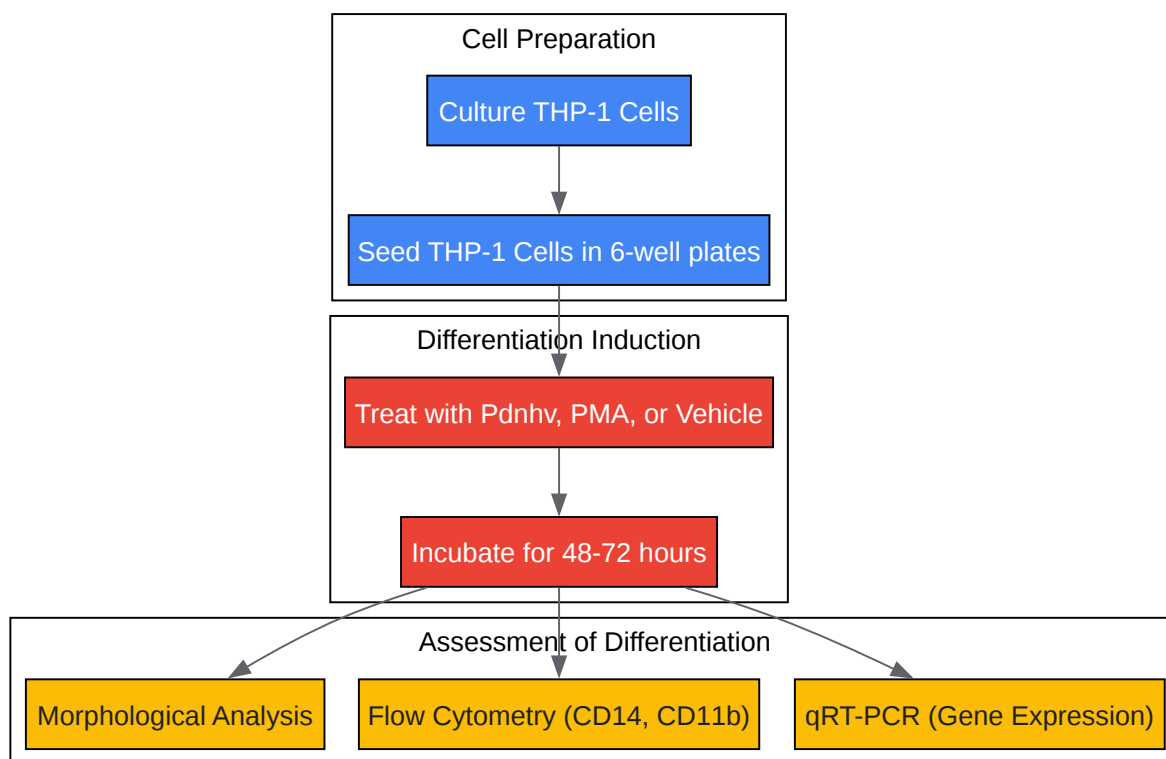 Cell Preparation
Culture THP-1 Cells
Seed THP-1 Cells in 6-well plates
Differentiation Induction
Treat with Pdnhv, PMA, or Vehicle
Incubate for 48-72 hours
Assessment of Differentiation
Morphological Analysis
Flow Cytometry (CD14, CD11b)
qRT-PCR (Gene Expression)